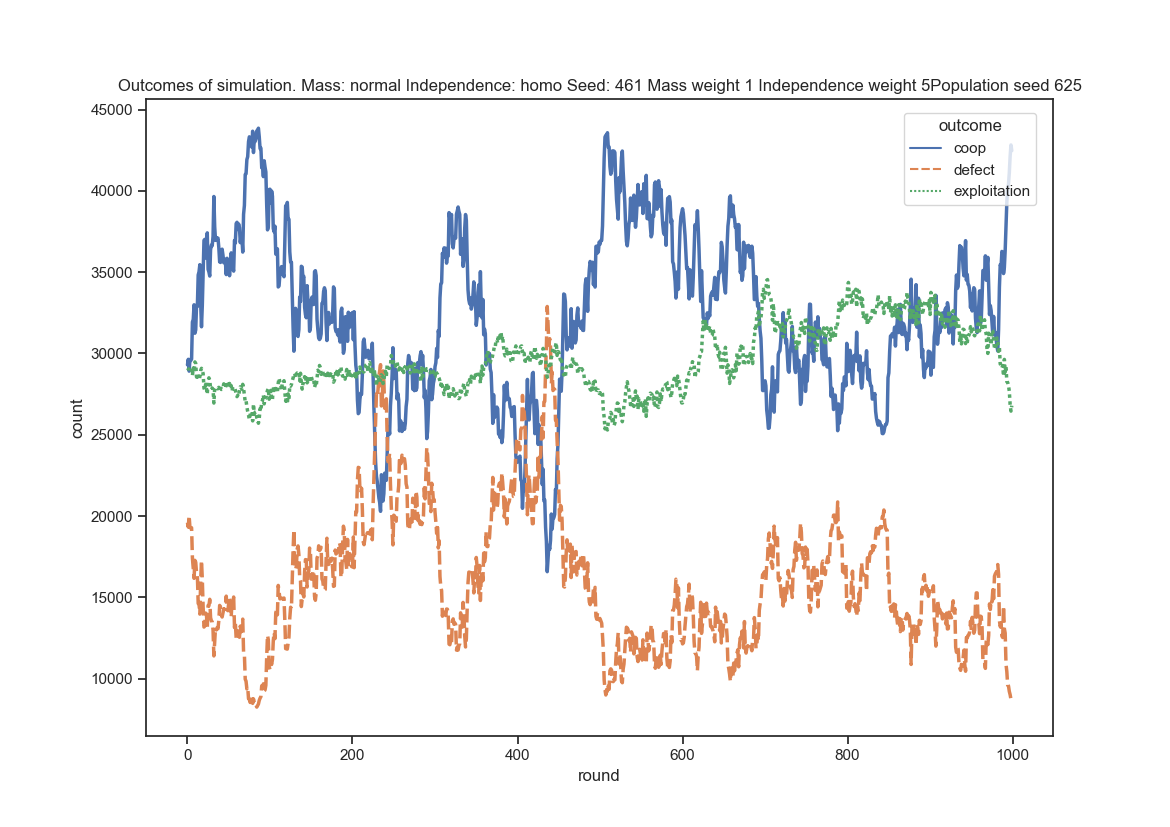 Outcomes of simulation. Mass: normal Independence: homo Seed: 461 Mass weight 1 Independence weight 5Population seed 625
45000
40000
35000
30000
25000
20000
15000
10000
count
outcome
coop
defect
exploitation
0
200
400
600
800
1000
round